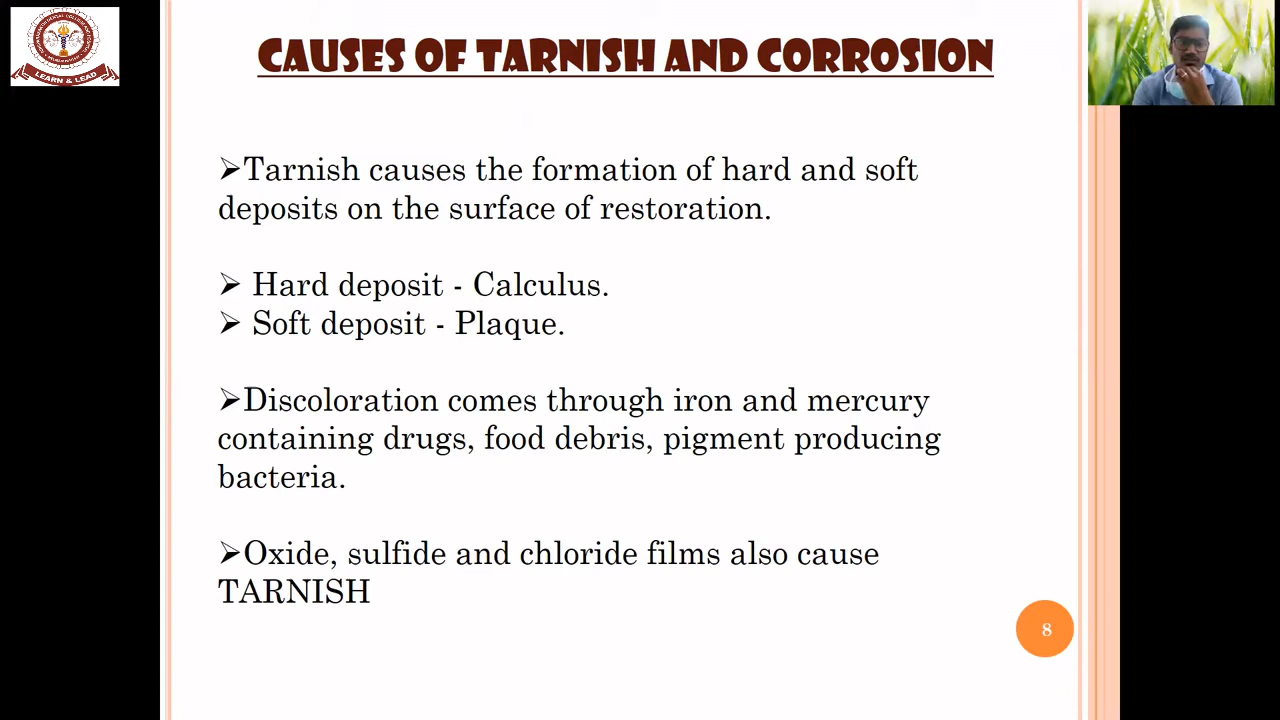 CAUSES OF TARNISH AND CORROSION
➢Tarnish causes the formation of hard and soft
deposits on the surface of restoration.
➢ Hard deposit - Calculus.
➢ Soft deposit - Plaque.
➢Discoloration comes through iron and mercury
containing drugs, food debris, pigment producing
bacteria.
➢Oxide, sulfide and chloride films also cause
TARNISH
8
LEARN & LEAD